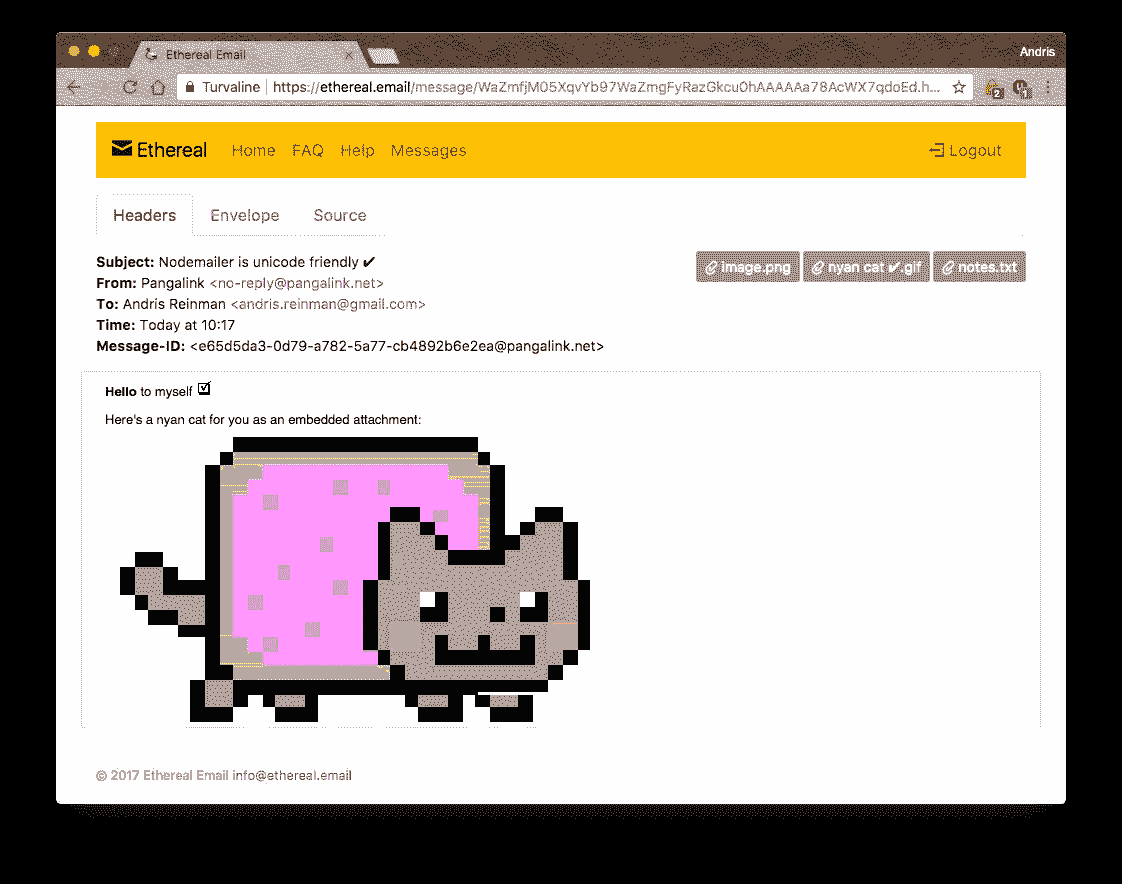 Ethereal Email
Andris
Turvaline https://ethereal.email/message/WaZmfjM05XqvYb97WaZmgFyRazGkcu0hAAAAAa78AcWX7qdoEd.h...
2 1
Ethereal Home FAQ Help Messages Logout
Headers Envelope Source
Subject: Nodemailer is unicode friendly ✔
image.png nyan cat ✔.gif notes.txt
From: Pangalink <no-reply@pangalink.net>
To: Andris Reinman <andris.reinman@gmail.com>
Time: Today at 10:17
Message-ID: <e65d5da3-0d79-a782-5a77-cb4892b6e2ea@pangalink.net>
Hello to myself ☑
Here's a nyan cat for you as an embedded attachment:
© 2017 Ethereal Email info@ethereal.email